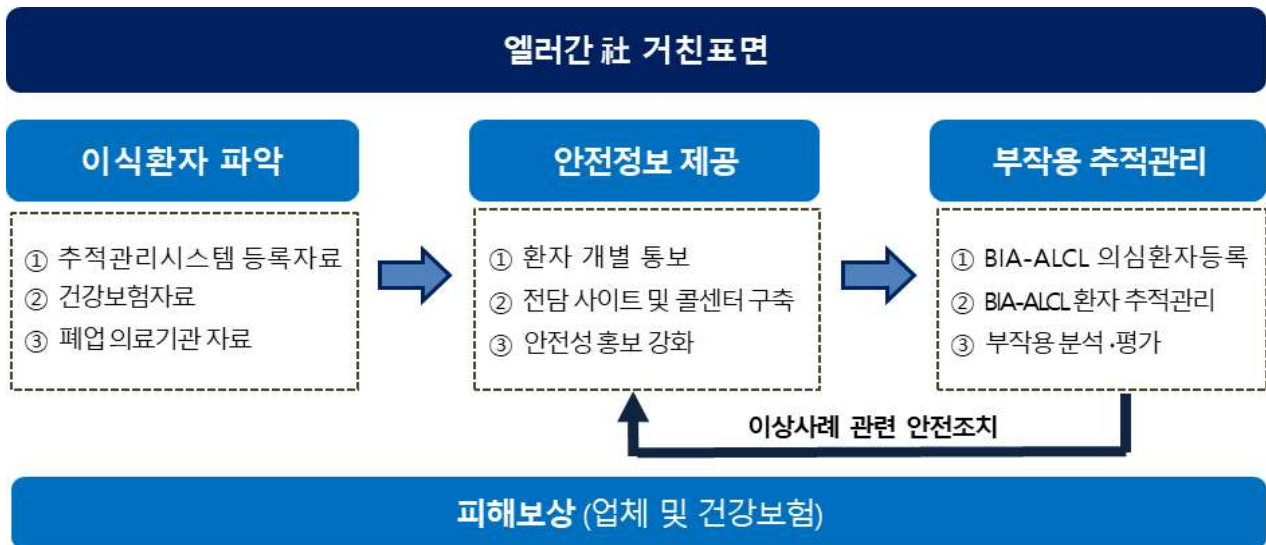 엘러간 社 거친표면
이식환자 파악
① 추적관리시스템 등록자료
② 건강보험자료
③ 폐업 의료기관 자료
안전정보 제공
① 환자 개별 통보
② 전담 사이트 및 콜센터 구축
③ 안전성 홍보 강화
부작용 추적관리
① BIA-ALCL 의심환자등록
② BIA-ALCL 환자 추적관리
③ 부작용 분석·평가
이상사례 관련 안전조치
피해보상 (업체 및 건강보험)